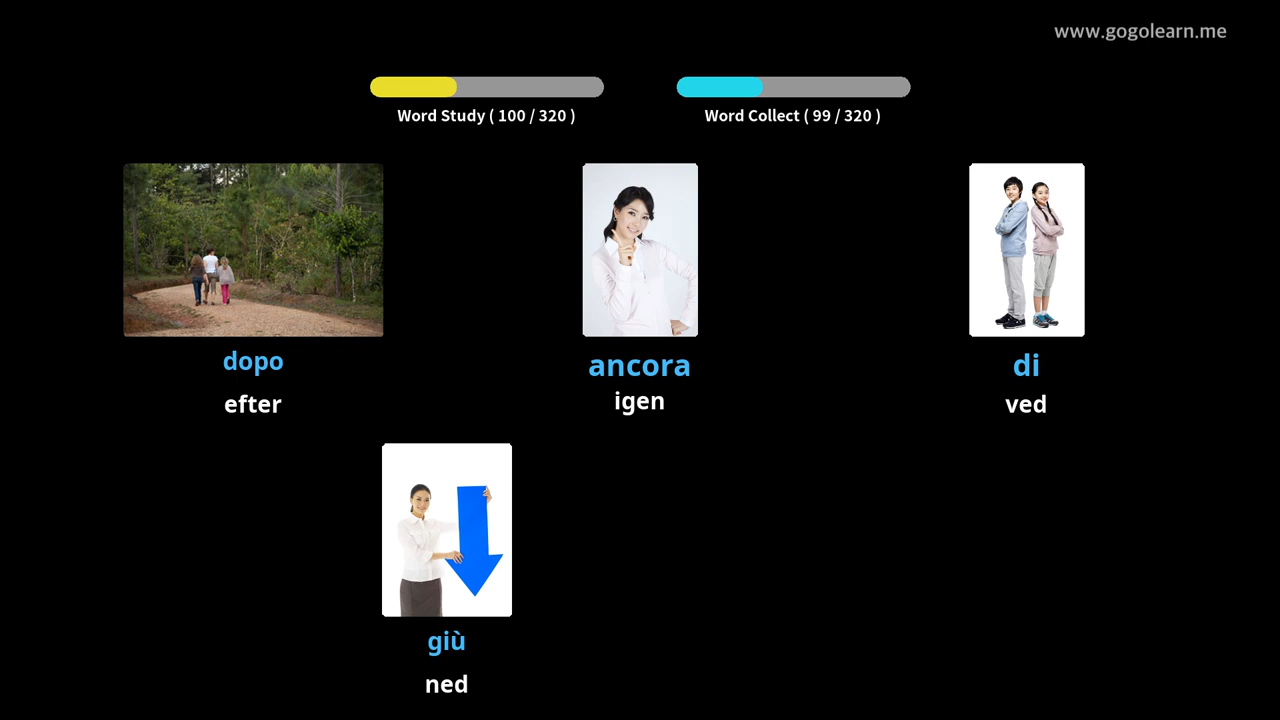 www.gogolearn.me
Word Study ( 100 / 320 )
Word Collect ( 99 / 320 )
dopo
ancora
di
efter
igen
ved
giù
ned